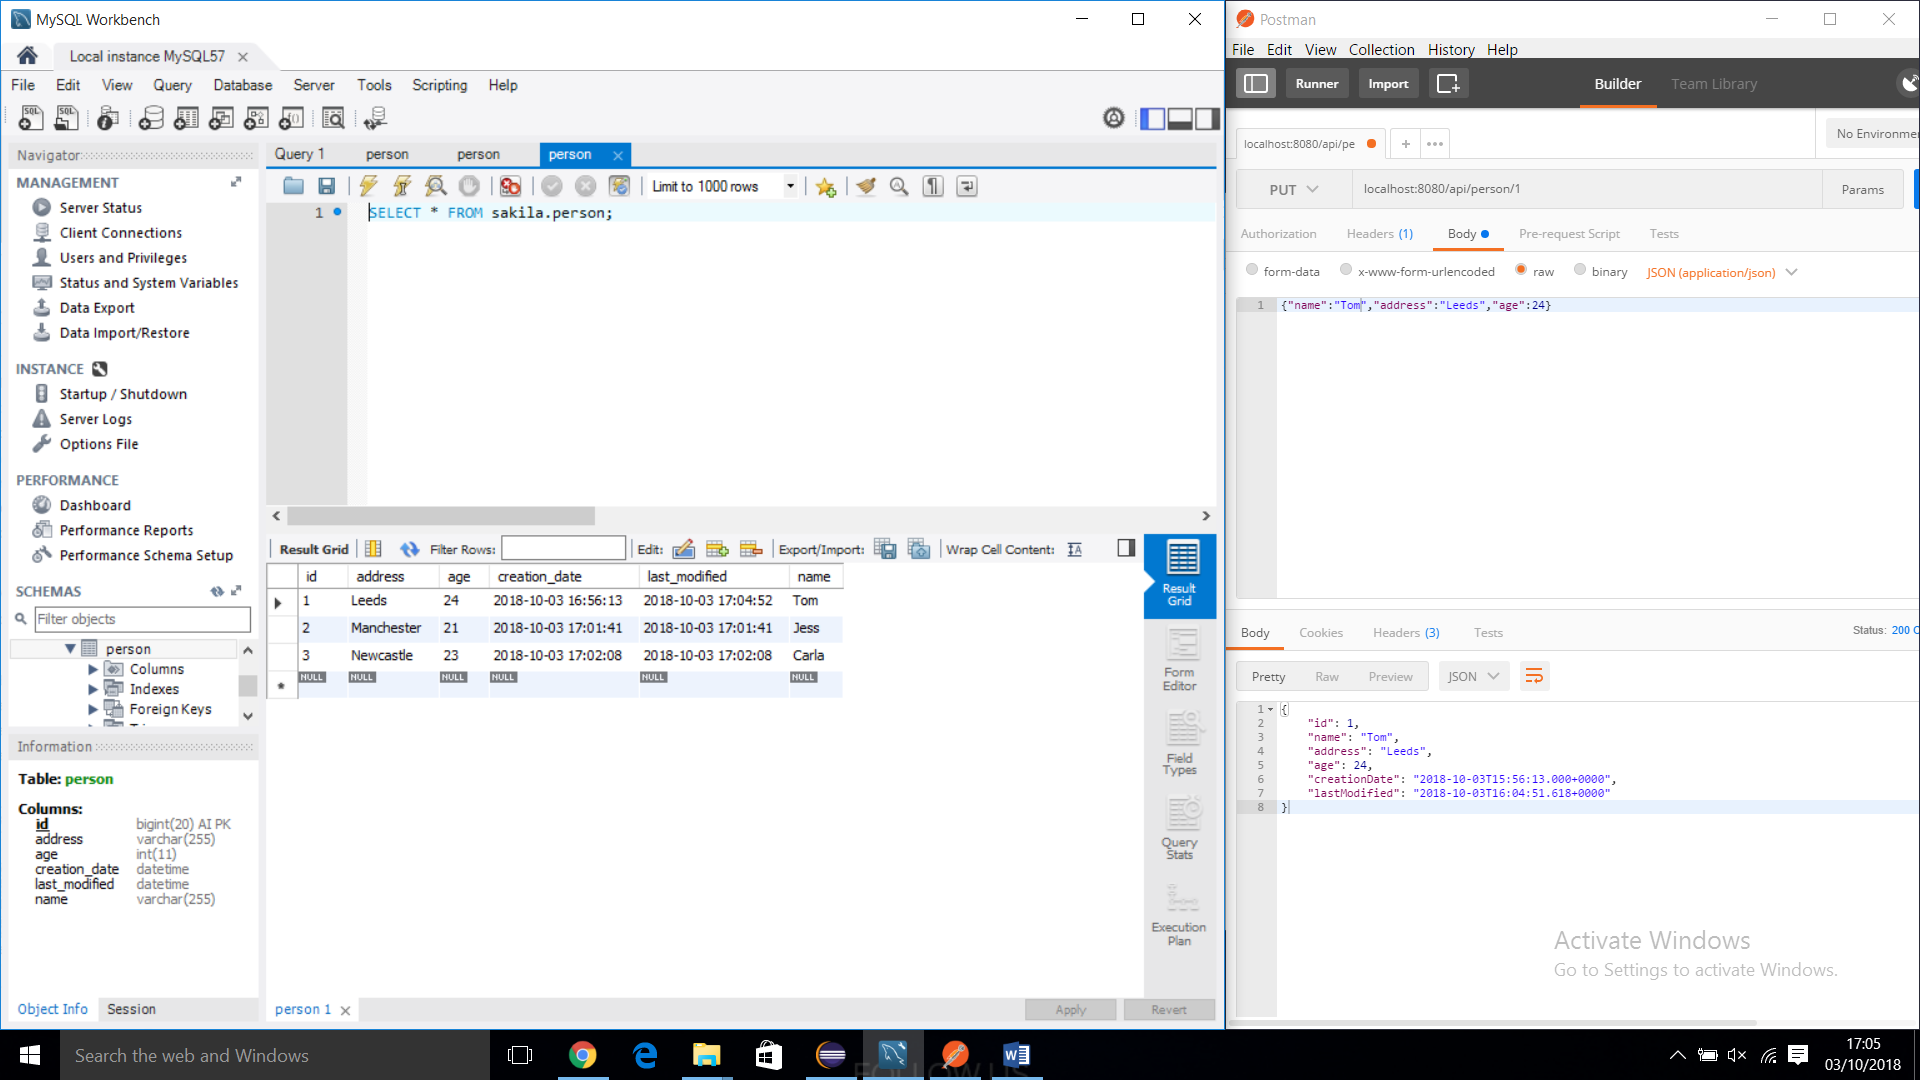 MySQL Workbench
Local instance MySQL57
File Edit View Query Database Server Tools Scripting Help
Navigator
MANAGEMENT
Server Status
Client Connections
Users and Privileges
Status and System Variables
Data Export
Data Import/Restore
INSTANCE
Startup / Shutdown
Server Logs
Options File
PERFORMANCE
Dashboard
Performance Reports
Performance Schema Setup
SCHEMAS
Filter objects
person
Columns
Indexes
Foreign Keys
Information
Table: person
Columns:
id bigint(20) AI PK
address varchar(255)
age int(11)
creation_date datetime
last_modified datetime
name varchar(255)
Object Info Session
Query 1 person person person
Limit to 1000 rows
1 SELECT * FROM sakila.person;
Result Grid Filter Rows: Edit: Export/Import: Wrap Cell Content:
id address age creation_date last_modified name
1 Leeds 24 2018-10-03 16:56:13 2018-10-03 17:04:52 Tom
2 Manchester 21 2018-10-03 17:01:41 2018-10-03 17:01:41 Jess
3 Newcastle 23 2018-10-03 17:02:08 2018-10-03 17:02:08 Carla
* NULL NULL NULL NULL NULL NULL
Result Grid
Form Editor
Field Types
Query Stats
Execution Plan
person 1
Apply Revert
Postman
File Edit View Collection History Help
Runner Import Builder Team Library
localhost:8080/api/pe + ••• No Environme
PUT localhost:8080/api/person/1 Params
Authorization Headers (1) Body Pre-request Script Tests
form-data x-www-form-urlencoded raw binary JSON (application/json)
1 {"name":"Tom","address":"Leeds","age":24}
Body Cookies Headers (3) Tests Status: 200 O
Pretty Raw Preview JSON
1 {
2 "id": 1,
3 "name": "Tom",
4 "address": "Leeds",
5 "age": 24,
6 "creationDate": "2018-10-03T15:56:13.000+0000",
7 "lastModified": "2018-10-03T16:04:51.618+0000"
8 }
Activate Windows
Go to Settings to activate Windows.
Search the web and Windows
FOLLOW US
17:05
03/10/2018